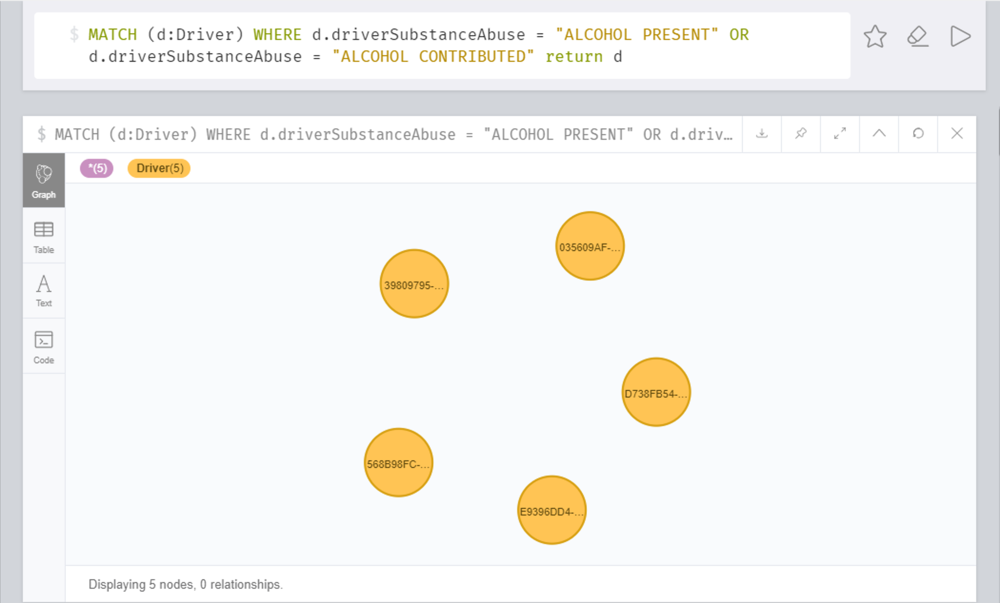 $ MATCH (d:Driver) WHERE d.driverSubstanceAbuse = "ALCOHOL PRESENT" OR
d.driverSubstanceAbuse = "ALCOHOL CONTRIBUTED" return d
$ MATCH (d:Driver) WHERE d.driverSubstanceAbuse = "ALCOHOL PRESENT" OR d.driv…
*(5) Driver(5)
Graph
Table
Text
Code
035609AF-...
39809795-...
D738FB54-...
568B98FC-...
E9396DD4-...
Displaying 5 nodes, 0 relationships.